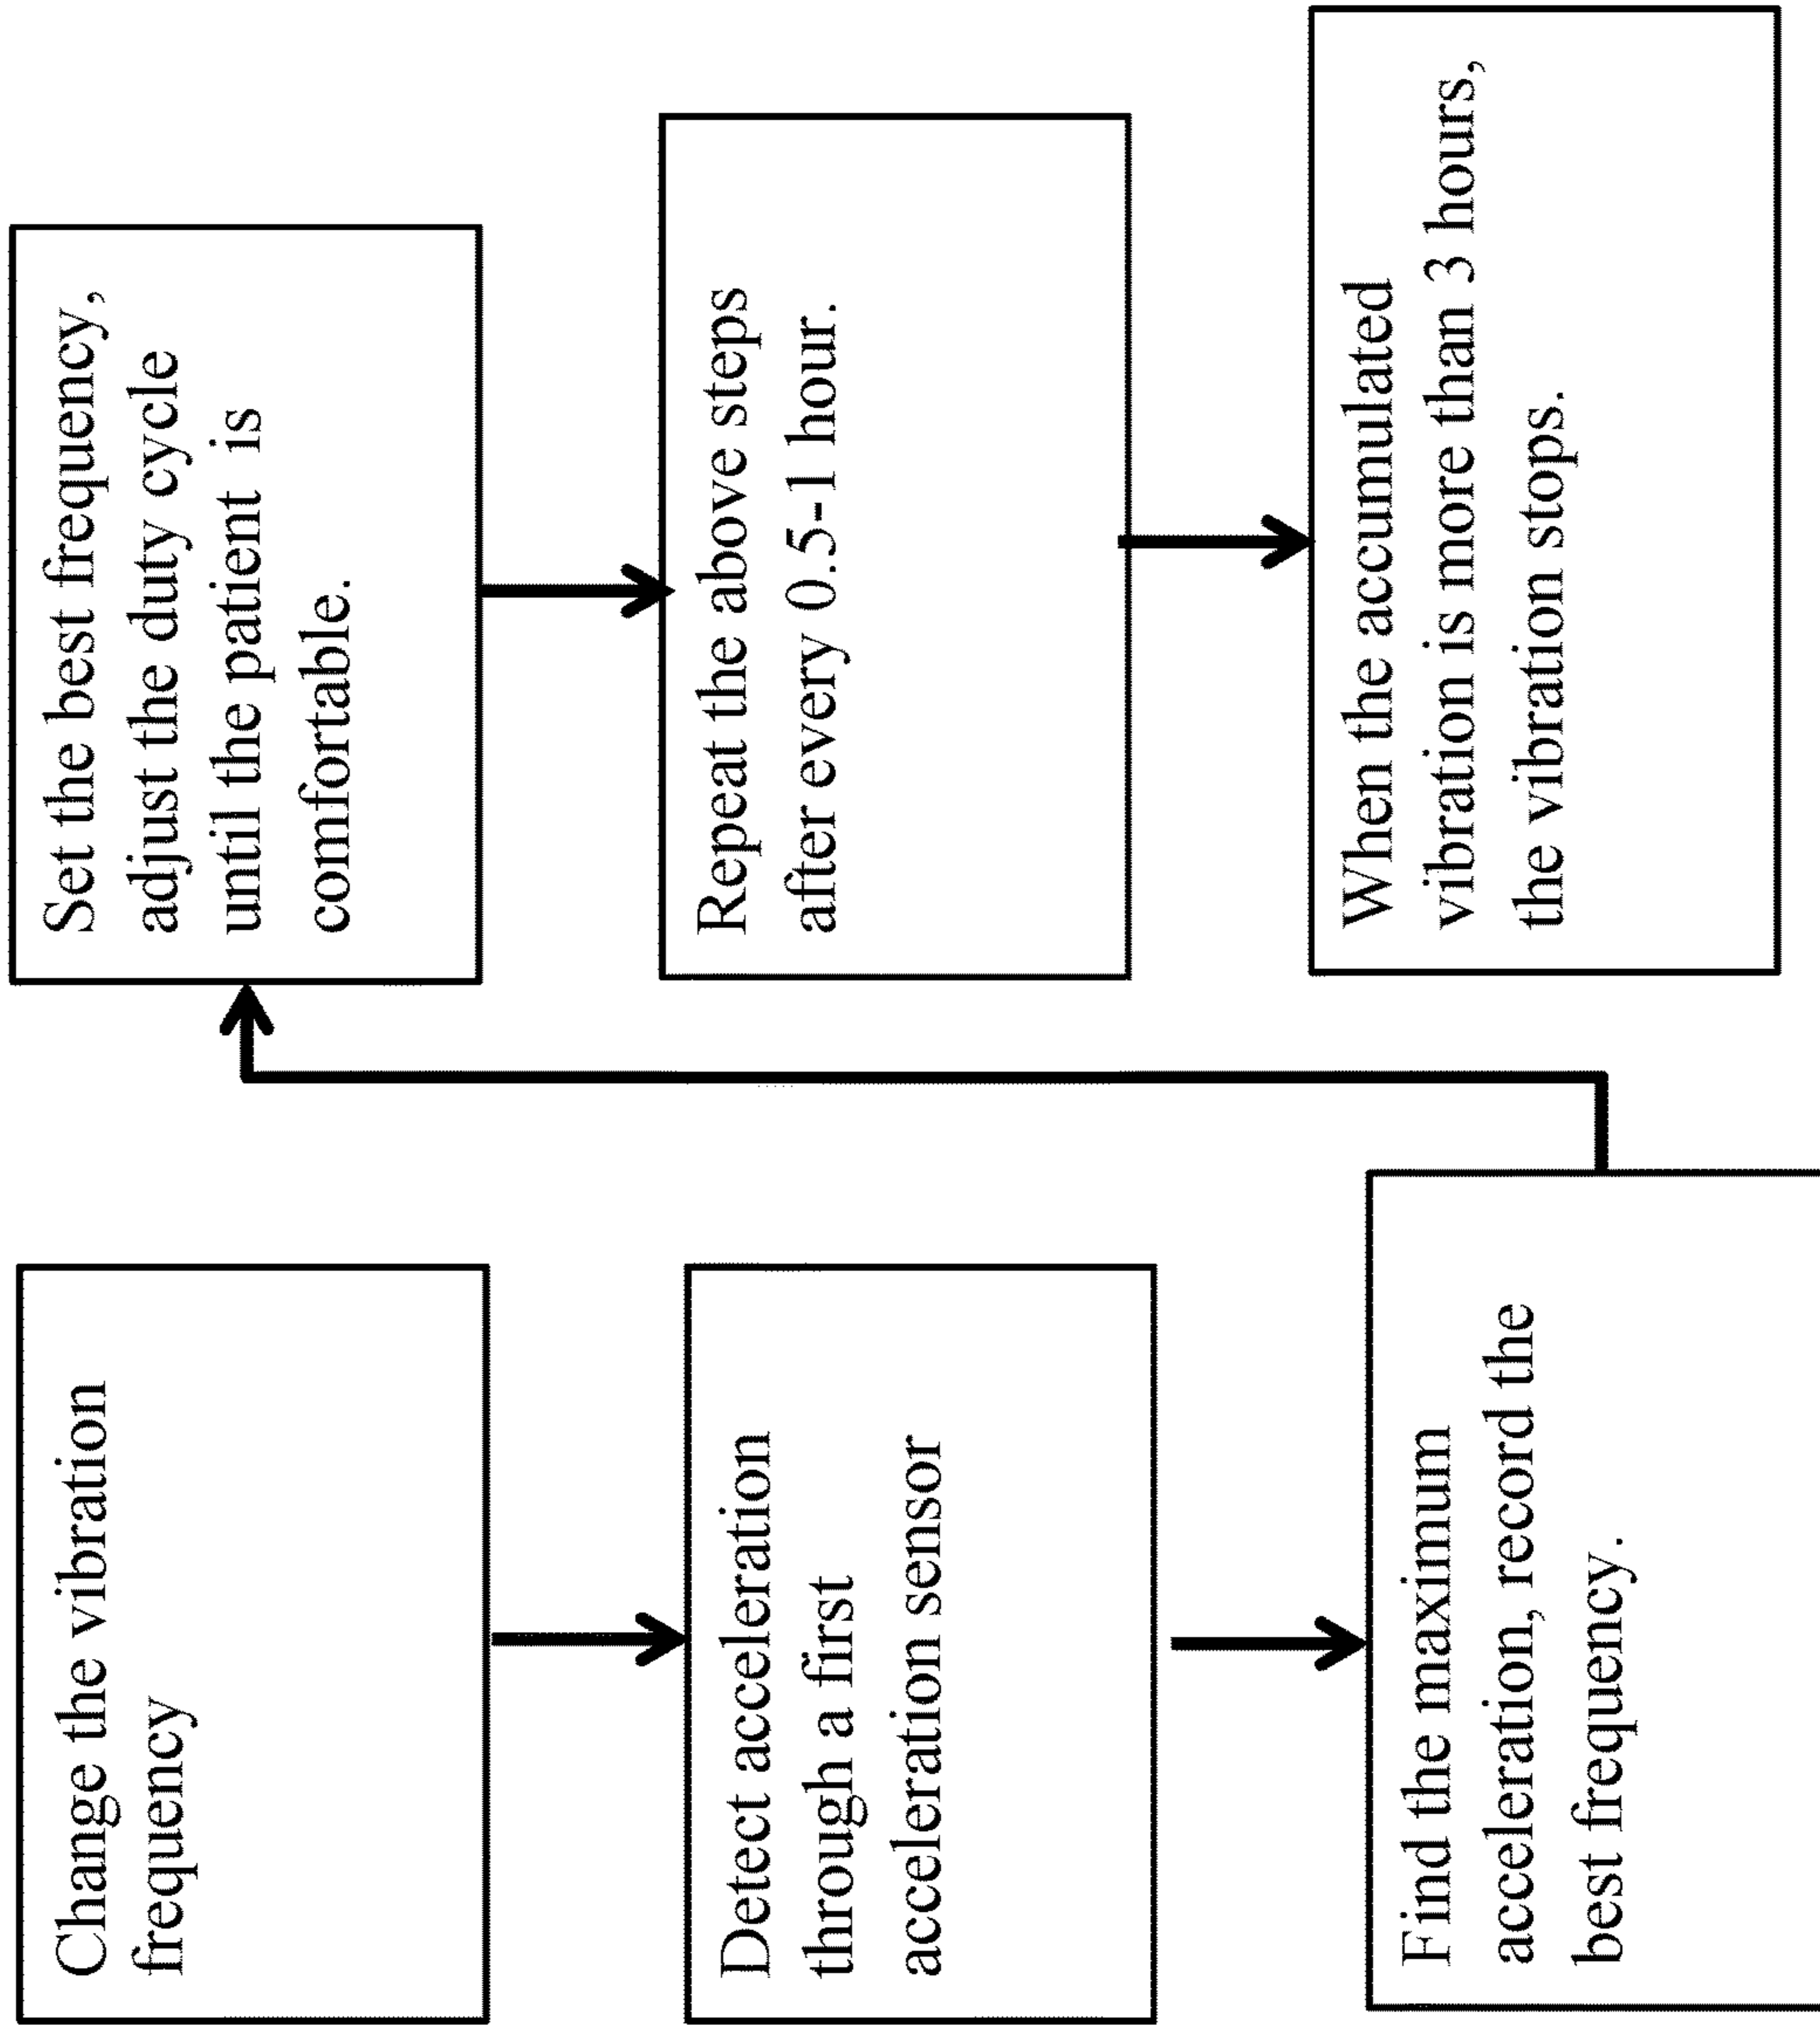 Change the vibration
frequency
Detect acceleration
through a first
acceleration sensor
Find the maximum
acceleration, record the
best frequency.
Set the best frequency,
adjust the duty cycle
until the patient is
comfortable.
Repeat the above steps
after every 0.5-1 hour.
When the accumulated
vibration is more than 3 hours,
the vibration stops.